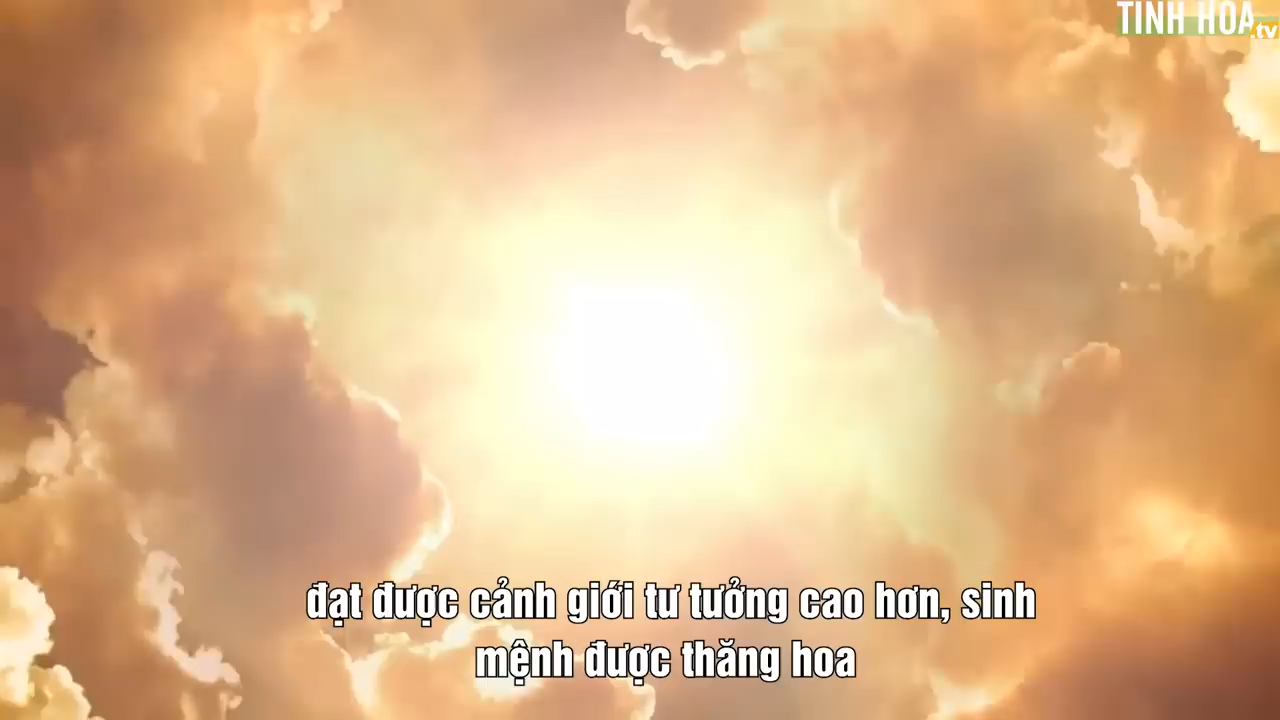 TINH HOA
.tv
đạt được cảnh giới tư tưởng cao hơn, sinh
mệnh được thăng hoa